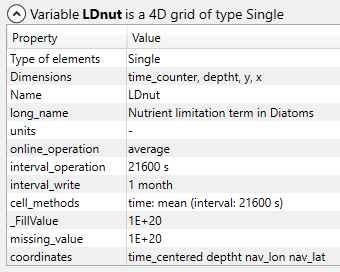 Variable LDnut is a 4D grid of type Single
Property Value
Type of elements Single
Dimensions time_counter, deptht, y, x
Name LDnut
long_name Nutrient limitation term in Diatoms
units -
online_operation average
interval_operation 21600 s
interval_write 1 month
cell_methods time: mean (interval: 21600 s)
_FillValue 1E+20
missing_value 1E+20
coordinates time_centered deptht nav_lon nav_lat